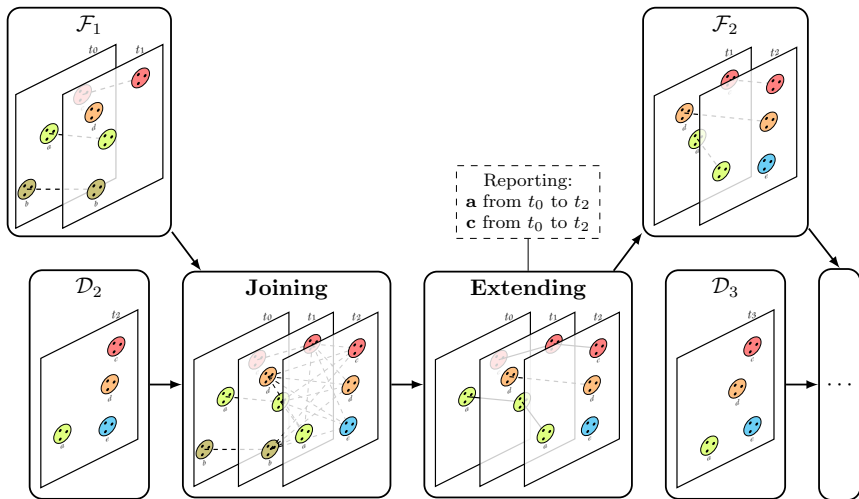 𝓕₁
t₀ t₁
d
a
b
𝓕₂
t₁ t₂
d
a
e
Reporting:
a from t₀ to t₂
c from t₀ to t₂
𝓓₂
t₂
c
d
a
e
Joining
t₀ t₁ t₂
c
d
d
a
e
a
b
Extending
t₀ t₁ t₂
c
d
d
a
e
a
𝓓₃
t₃
c
d
e
a
...